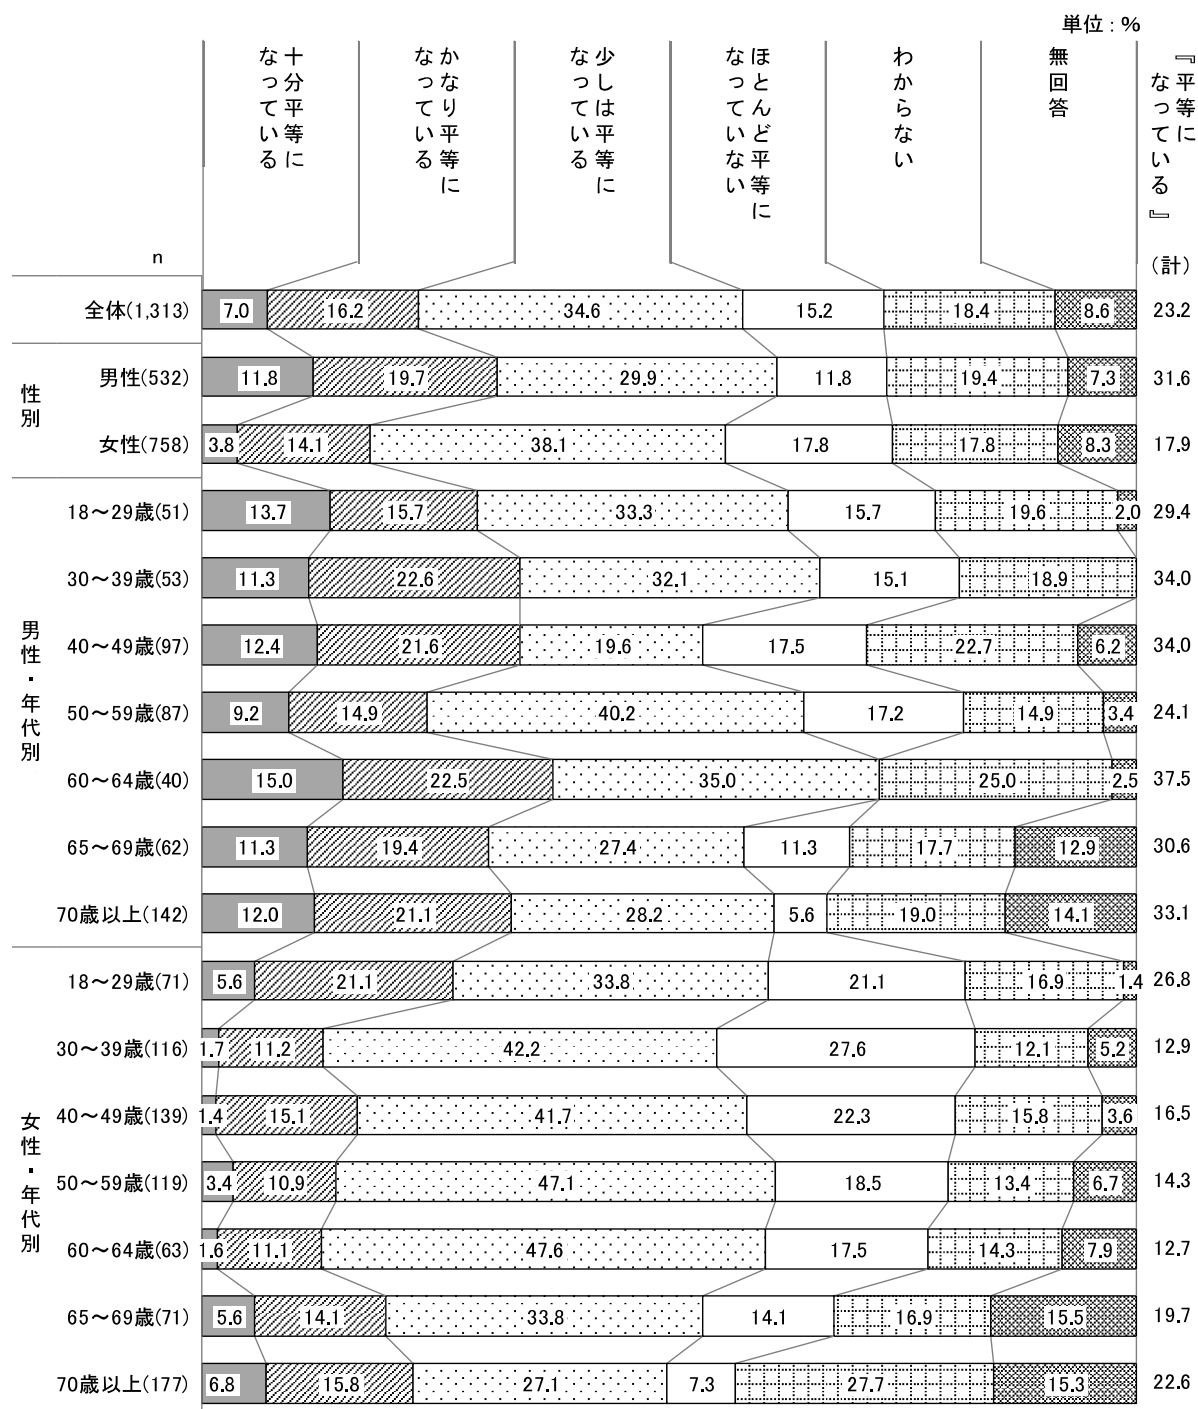 単位:%
十分平等に
なっている
かなり平等に
なっている
少しは平等に
なっている
ほとんど平等に
なっていない
わからない
無回答
『平等に
なっている』
(計)
n
全体(1,313) 7.0 16.2 34.6 15.2 18.4 8.6 23.2
性別
男性(532) 11.8 19.7 29.9 11.8 19.4 7.3 31.6
女性(758) 3.8 14.1 38.1 17.8 17.8 8.3 17.9
男性・年代別
18~29歳(51) 13.7 15.7 33.3 15.7 19.6 2.0 29.4
30~39歳(53) 11.3 22.6 32.1 15.1 18.9 34.0
40~49歳(97) 12.4 21.6 19.6 17.5 22.7 6.2 34.0
50~59歳(87) 9.2 14.9 40.2 17.2 14.9 3.4 24.1
60~64歳(40) 15.0 22.5 35.0 25.0 2.5 37.5
65~69歳(62) 11.3 19.4 27.4 11.3 17.7 12.9 30.6
70歳以上(142) 12.0 21.1 28.2 5.6 19.0 14.1 33.1
女性・年代別
18~29歳(71) 5.6 21.1 33.8 21.1 16.9 1.4 26.8
30~39歳(116) 1.7 11.2 42.2 27.6 12.1 5.2 12.9
40~49歳(139) 1.4 15.1 41.7 22.3 15.8 3.6 16.5
50~59歳(119) 3.4 10.9 47.1 18.5 13.4 6.7 14.3
60~64歳(63) 1.6 11.1 47.6 17.5 14.3 7.9 12.7
65~69歳(71) 5.6 14.1 33.8 14.1 16.9 15.5 19.7
70歳以上(177) 6.8 15.8 27.1 7.3 27.7 15.3 22.6